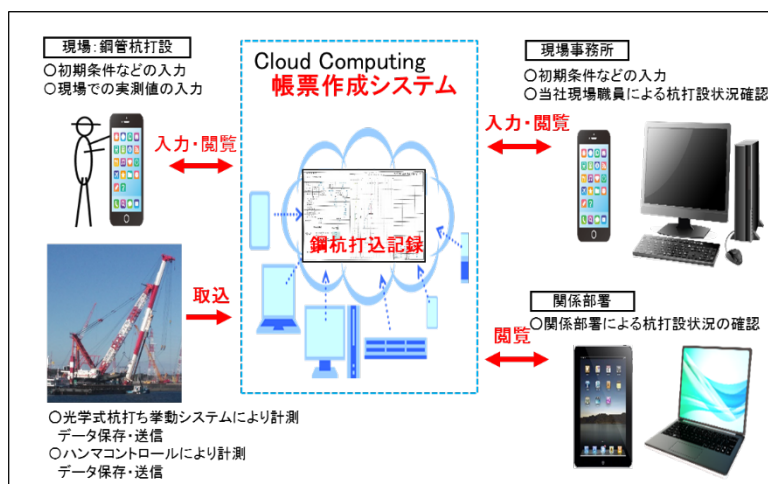 現場：鋼管杭打設
○初期条件などの入力
○現場での実測値の入力
入力・閲覧
取込
○光学式杭打ち挙動システムにより計測
データ保存・送信
○ハンマコントロールにより計測
データ保存・送信
Cloud Computing
帳票作成システム
鋼杭打込記録
現場事務所
○初期条件などの入力
○当社現場職員による杭打設状況確認
入力・閲覧
関係部署
○関係部署による杭打設状況の確認
閲覧